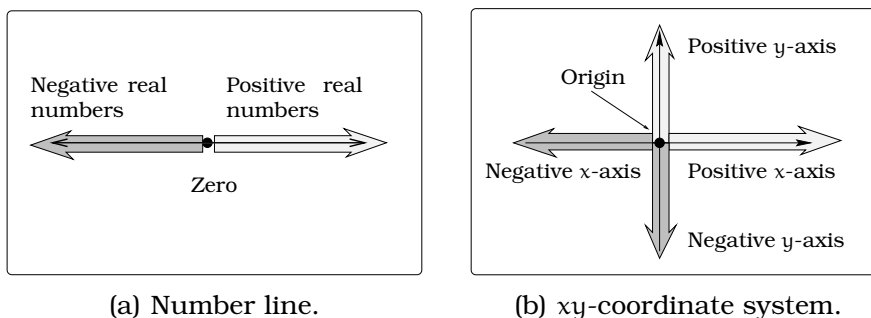 Negative real
numbers
Positive real
numbers
Zero
(a) Number line.
Positive y-axis
Origin
Negative x-axis
Positive x-axis
Negative y-axis
(b) xy-coordinate system.